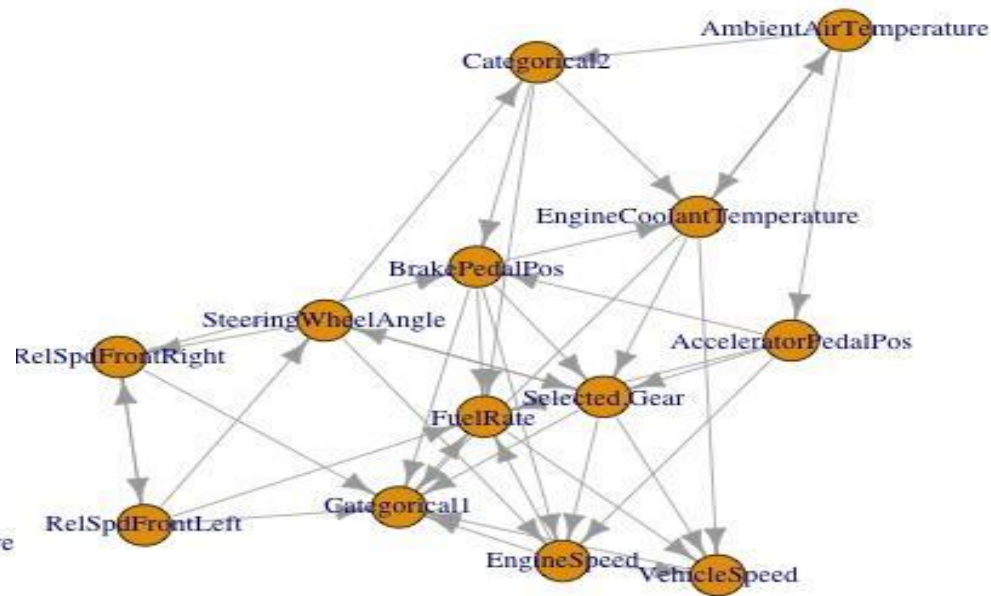 AmbientAirTemperature
Categorical2
EngineCoolantTemperature
BrakePedalPos
SteeringWheelAngle
AcceleratorPedalPos
RelSpdFrontRight
Selected.Gear
FuelRate
Categorical1
RelSpdFrontLeft
EngineSpeed
VehicleSpeed